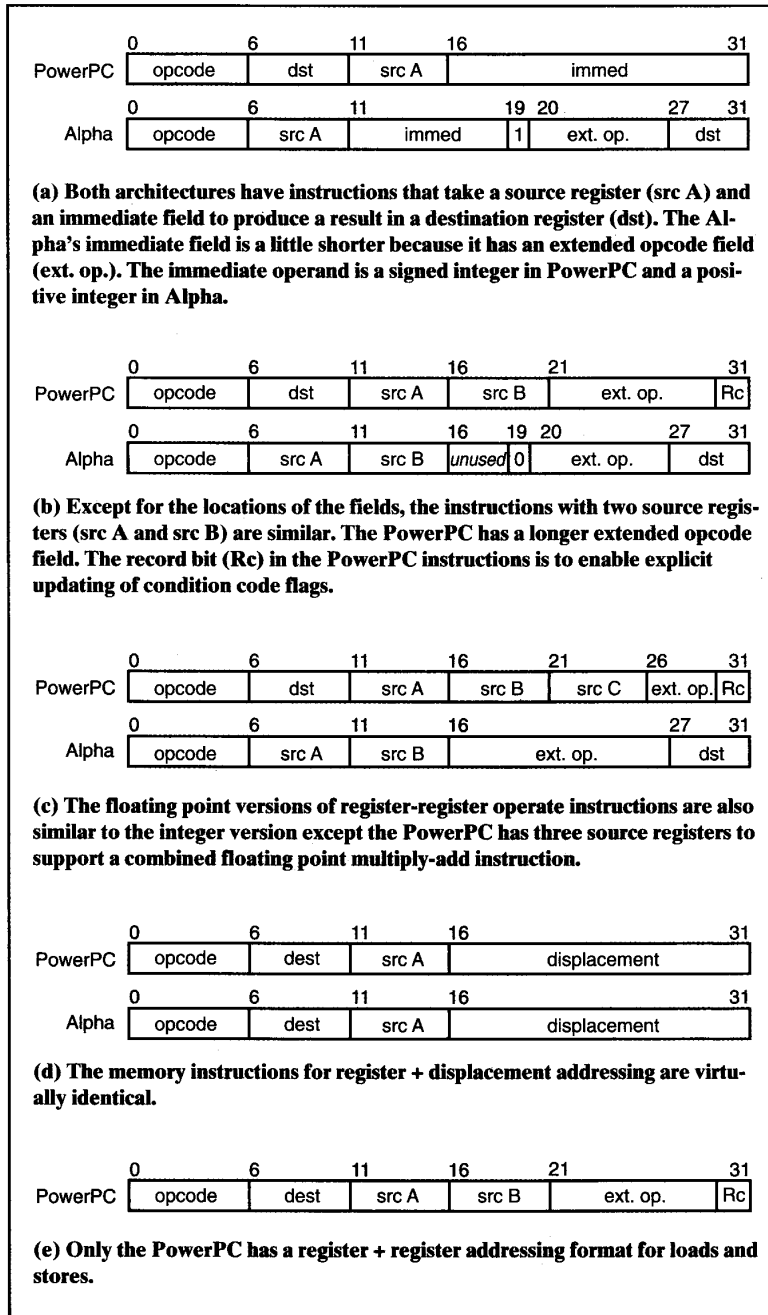 0 6 11 16 31
PowerPC opcode dst src A immed
0 6 11 19 20 27 31
Alpha opcode src A immed 1 ext. op. dst
(a) Both architectures have instructions that take a source register (src A) and
an immediate field to produce a result in a destination register (dst). The Al-
pha's immediate field is a little shorter because it has an extended opcode field
(ext. op.). The immediate operand is a signed integer in PowerPC and a posi-
tive integer in Alpha.
0 6 11 16 21 31
PowerPC opcode dst src A src B ext. op. Rc
0 6 11 16 19 20 27 31
Alpha opcode src A src B unused 0 ext. op. dst
(b) Except for the locations of the fields, the instructions with two source regis-
ters (src A and src B) are similar. The PowerPC has a longer extended opcode
field. The record bit (Rc) in the PowerPC instructions is to enable explicit
updating of condition code flags.
0 6 11 16 21 26 31
PowerPC opcode dst src A src B src C ext. op. Rc
0 6 11 16 27 31
Alpha opcode src A src B ext. op. dst
(c) The floating point versions of register-register operate instructions are also
similar to the integer version except the PowerPC has three source registers to
support a combined floating point multiply-add instruction.
0 6 11 16 31
PowerPC opcode dest src A displacement
0 6 11 16 31
Alpha opcode dest src A displacement
(d) The memory instructions for register + displacement addressing are virtu-
ally identical.
0 6 11 16 21 31
PowerPC opcode dest src A src B ext. op. Rc
(e) Only the PowerPC has a register + register addressing format for loads and
stores.